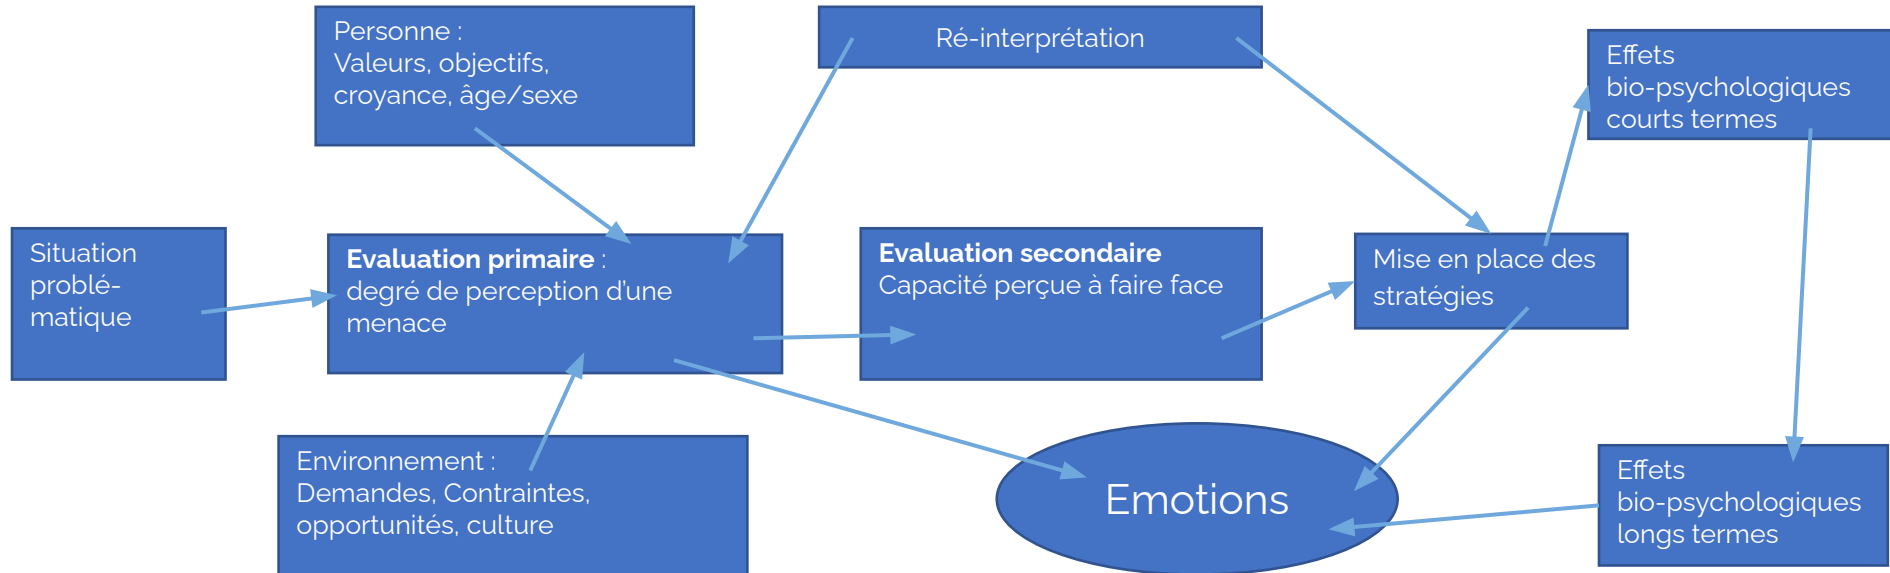 Personne :
Valeurs, objectifs,
croyance, âge/sexe
Ré-interprétation
Effets
bio-psychologiques
courts termes
Situation
problé-
matique
Evaluation primaire :
degré de perception d'une
menace
Evaluation secondaire
Capacité perçue à faire face
Mise en place des
stratégies
Environnement :
Demandes, Contraintes,
opportunités, culture
Emotions
Effets
bio-psychologiques
longs termes